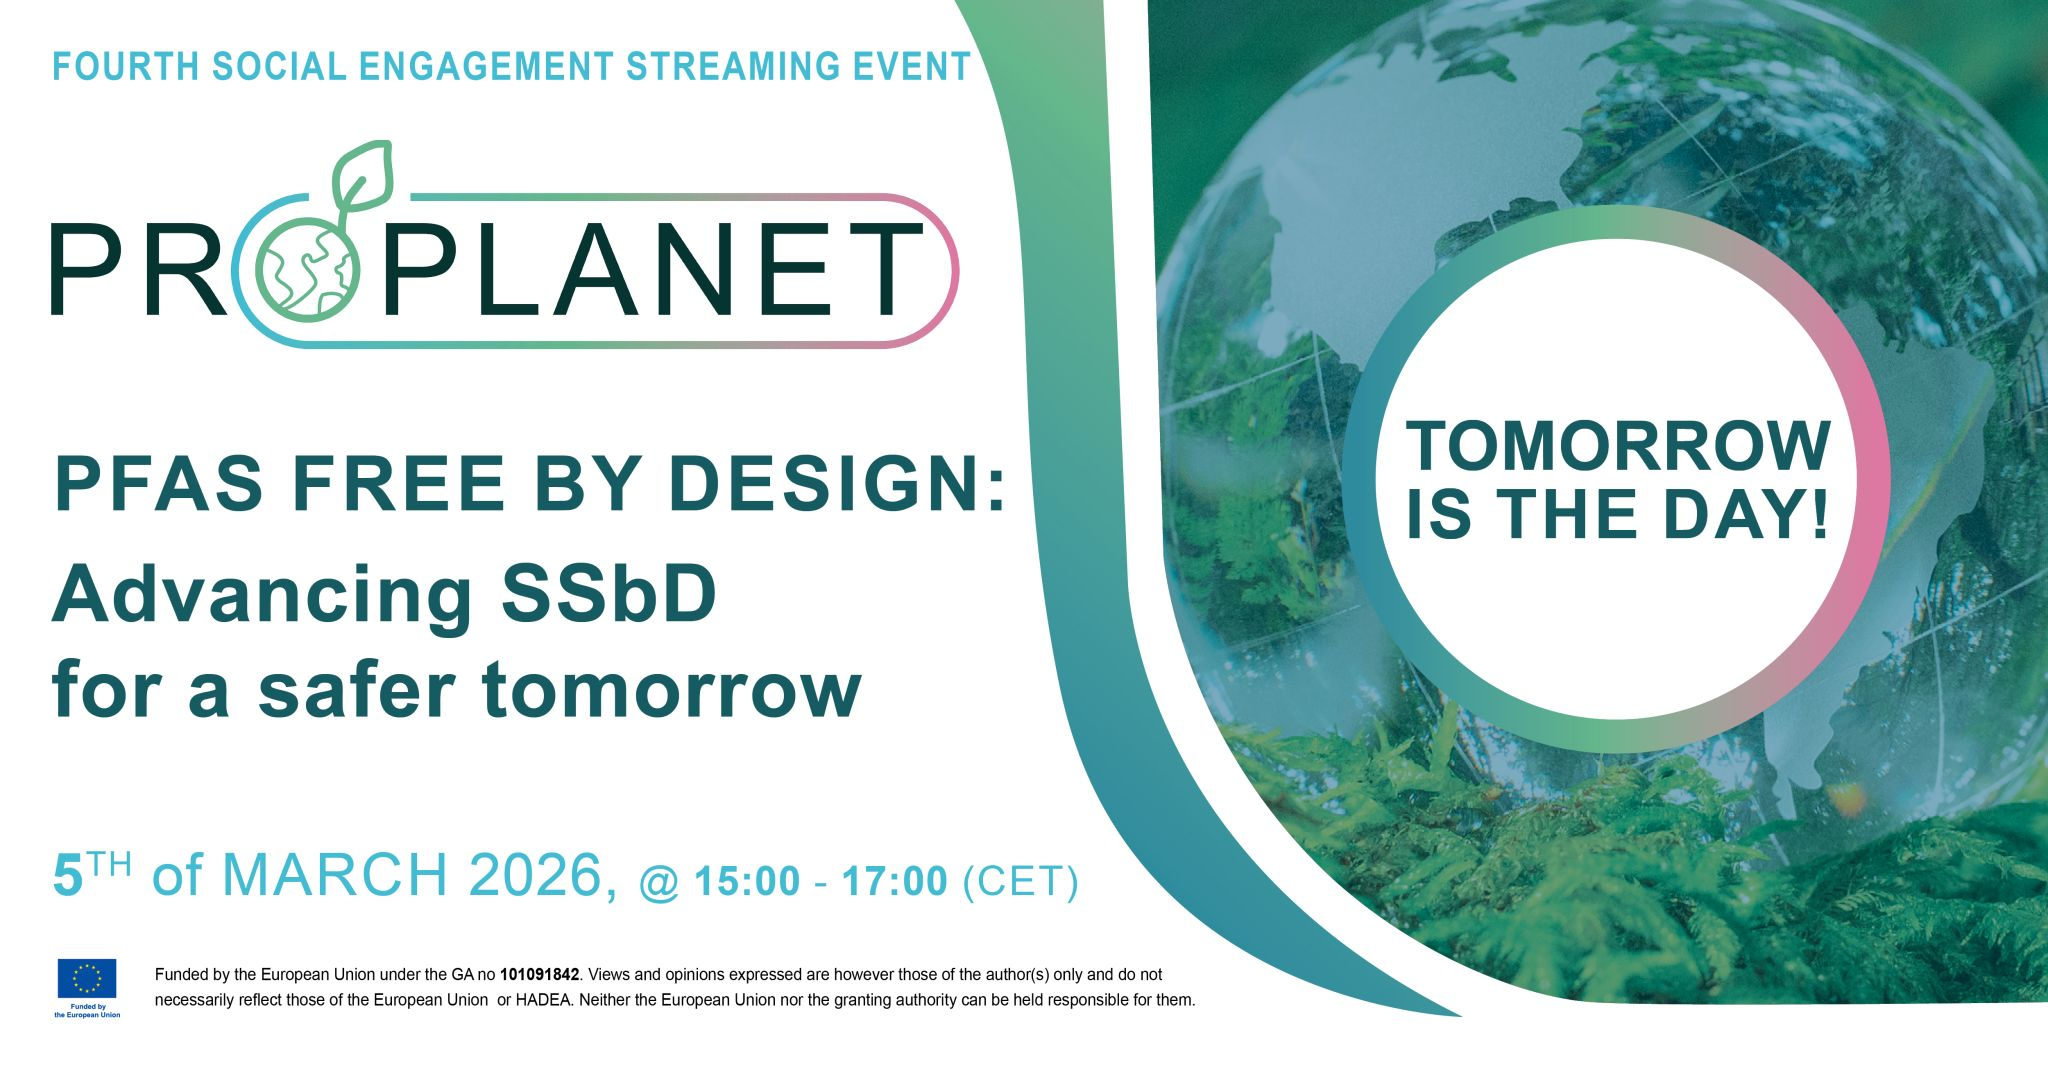 FOURTH SOCIAL ENGAGEMENT STREAMING EVENT
PROPLANET
PFAS FREE BY DESIGN:
Advancing SSbD
for a safer tomorrow
TOMORROW
IS THE DAY!
5TH of MARCH 2026, @ 15:00 - 17:00 (CET)
Funded by
the European Union
Funded by the European Union under the GA no 101091842. Views and opinions expressed are however those of the author(s) only and do not
necessarily reflect those of the European Union or HADEA. Neither the European Union nor the granting authority can be held responsible for them.